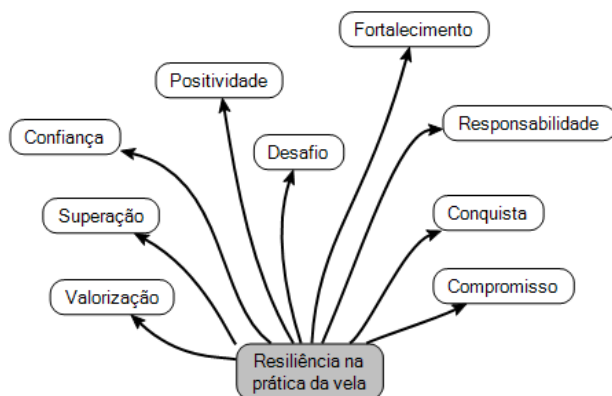 Fortalecimento
Positividade
Responsabilidade
Confiança
Desafio
Superação
Conquista
Valorização
Compromisso
Resiliência na
prática da vela